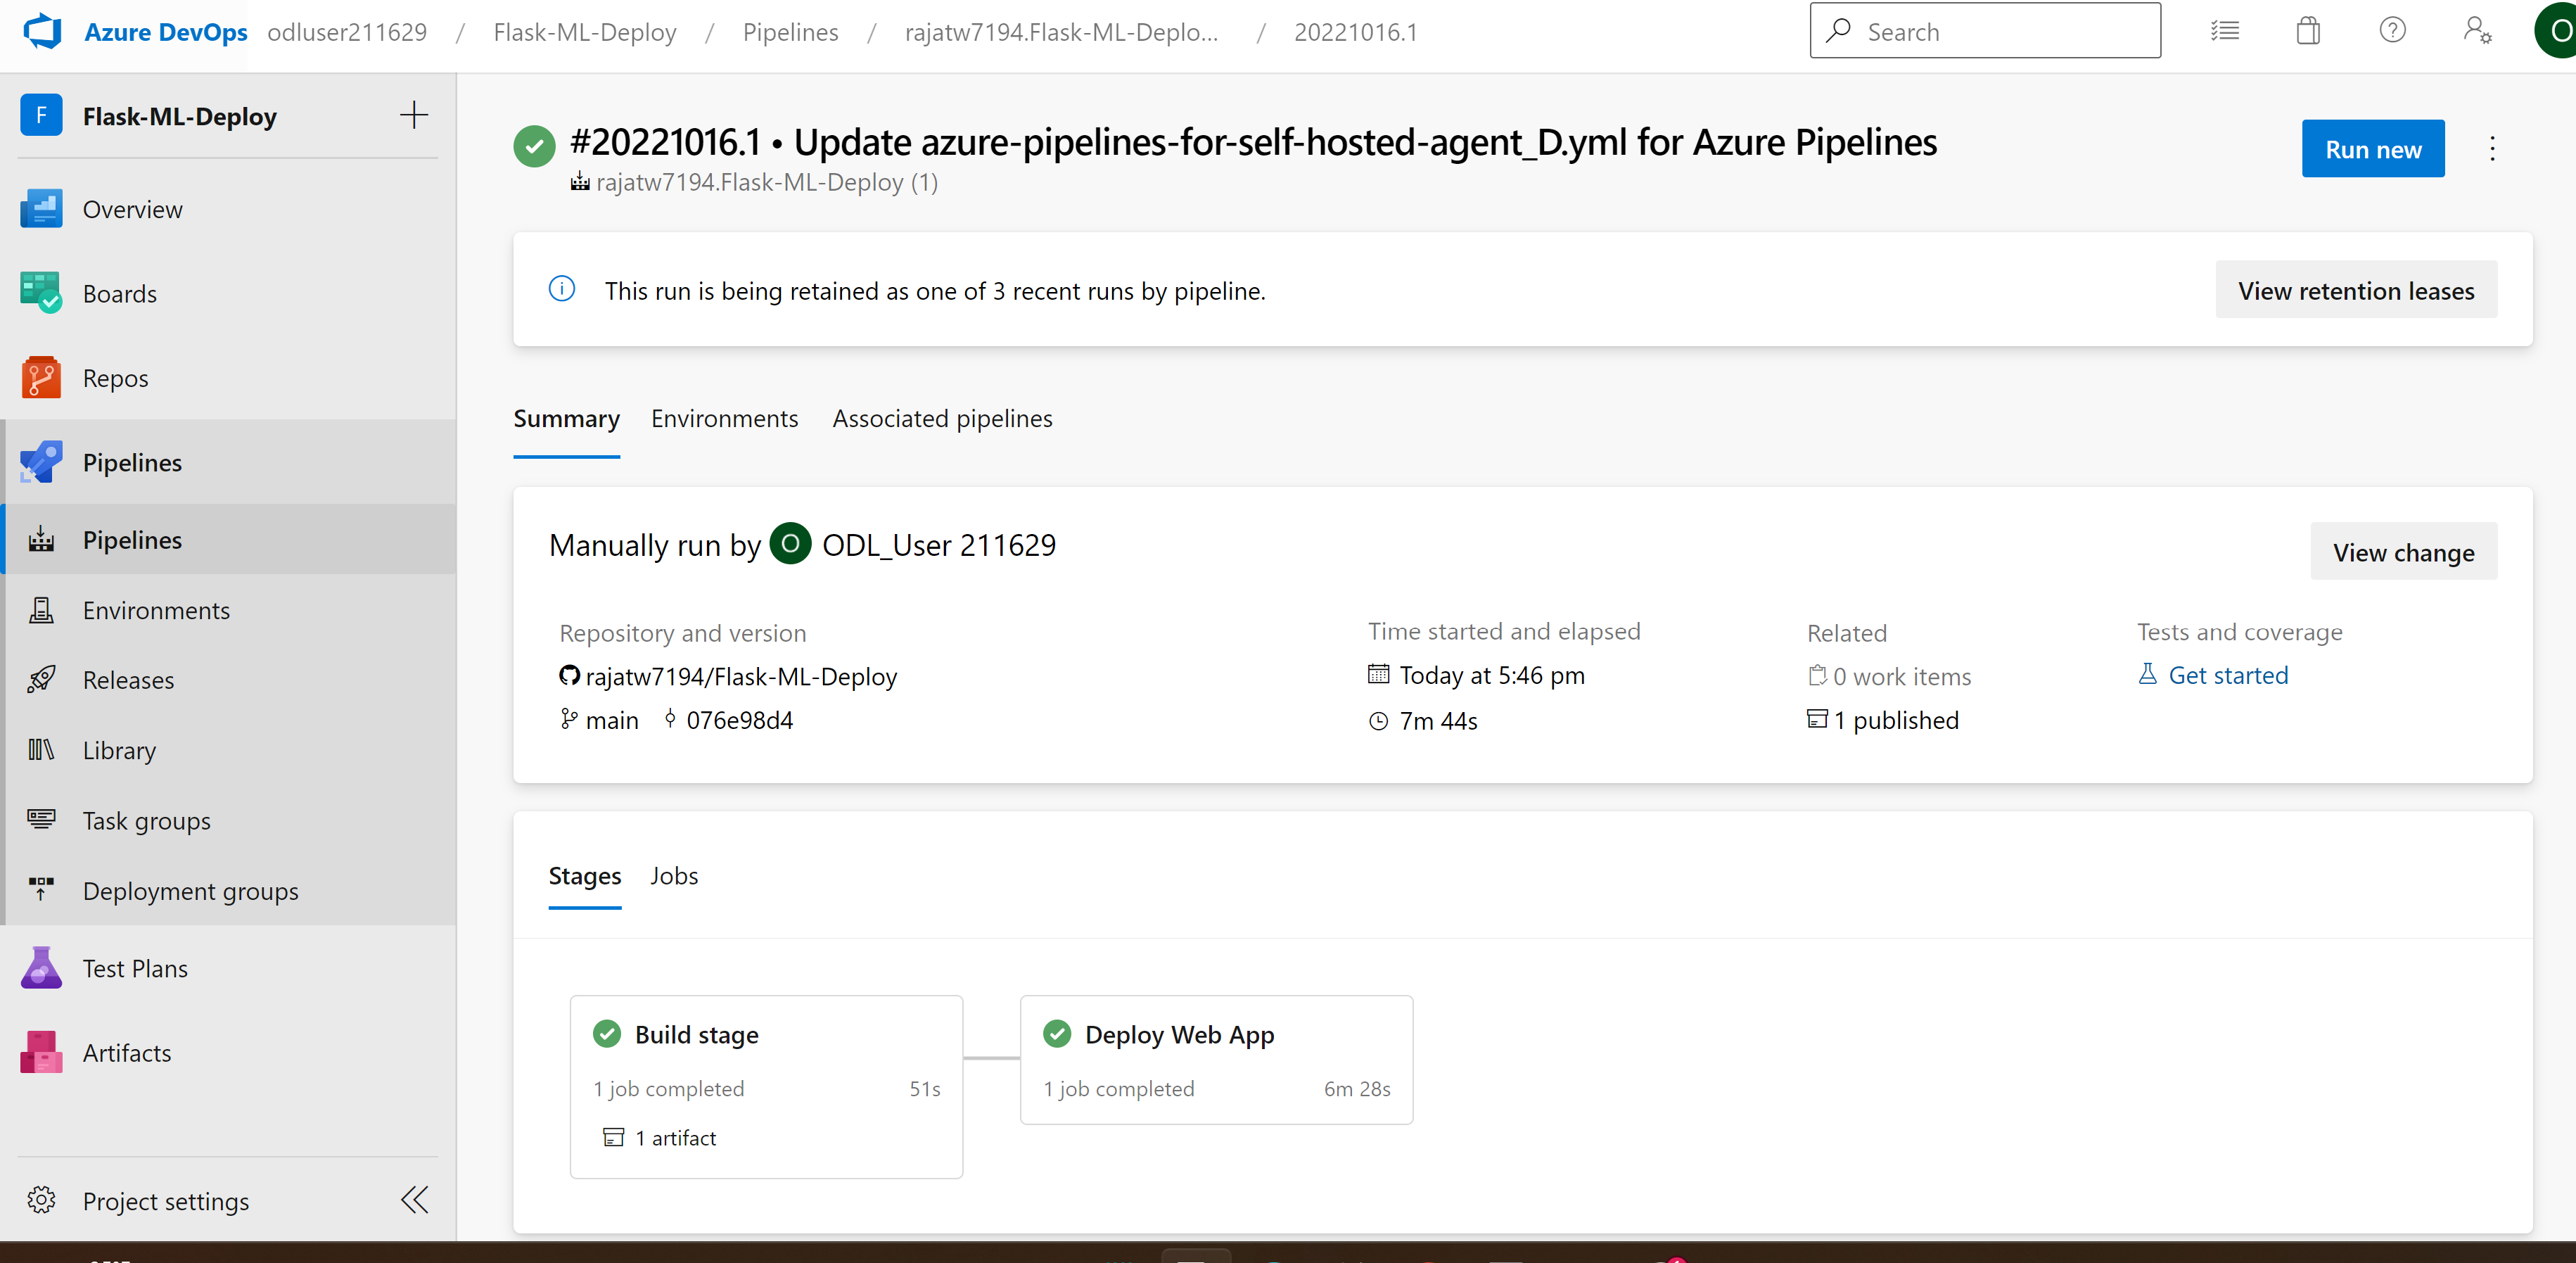 Azure DevOps odluser211629 / Flask-ML-Deploy / Pipelines / rajatw7194.Flask-ML-Deplo... / 20221016.1
Search
O
F Flask-ML-Deploy
Overview
Boards
Repos
Pipelines
Pipelines
Environments
Releases
Library
Task groups
Deployment groups
Test Plans
Artifacts
Project settings
#20221016.1 • Update azure-pipelines-for-self-hosted-agent_D.yml for Azure Pipelines
rajatw7194.Flask-ML-Deploy (1)
Run new
This run is being retained as one of 3 recent runs by pipeline.
View retention leases
Summary Environments Associated pipelines
Manually run by O ODL_User 211629
View change
Repository and version
rajatw7194/Flask-ML-Deploy
main 076e98d4
Time started and elapsed
Today at 5:46 pm
7m 44s
Related
0 work items
1 published
Tests and coverage
Get started
Stages Jobs
Build stage
1 job completed 51s
1 artifact
Deploy Web App
1 job completed 6m 28s